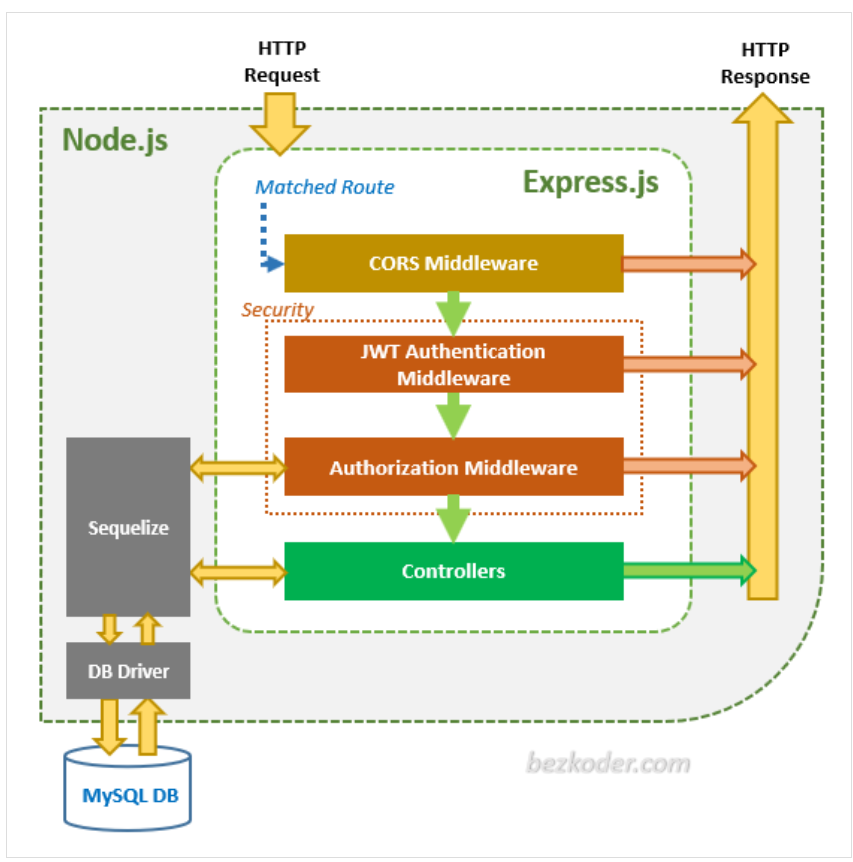 HTTP
Request
HTTP
Response
Node.js
Express.js
Matched Route
CORS Middleware
Security
JWT Authentication
Middleware
Authorization Middleware
Sequelize
Controllers
DB Driver
MySQL DB
bezkoder.com